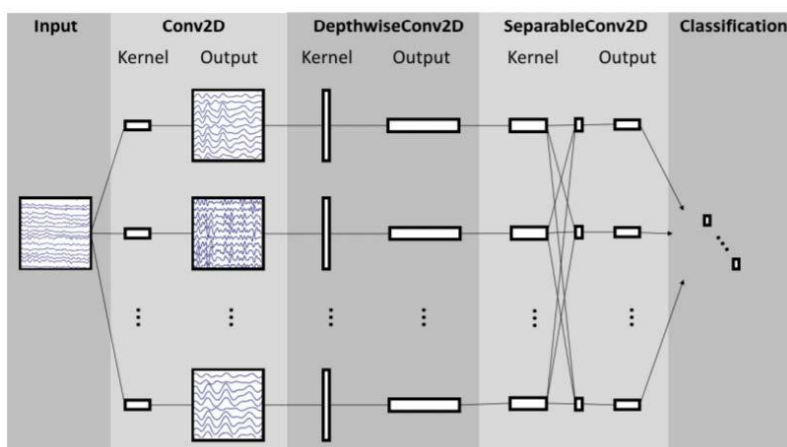 Input Conv2D DepthwiseConv2D SeparableConv2D Classification
Kernel Output Kernel Output Kernel Output